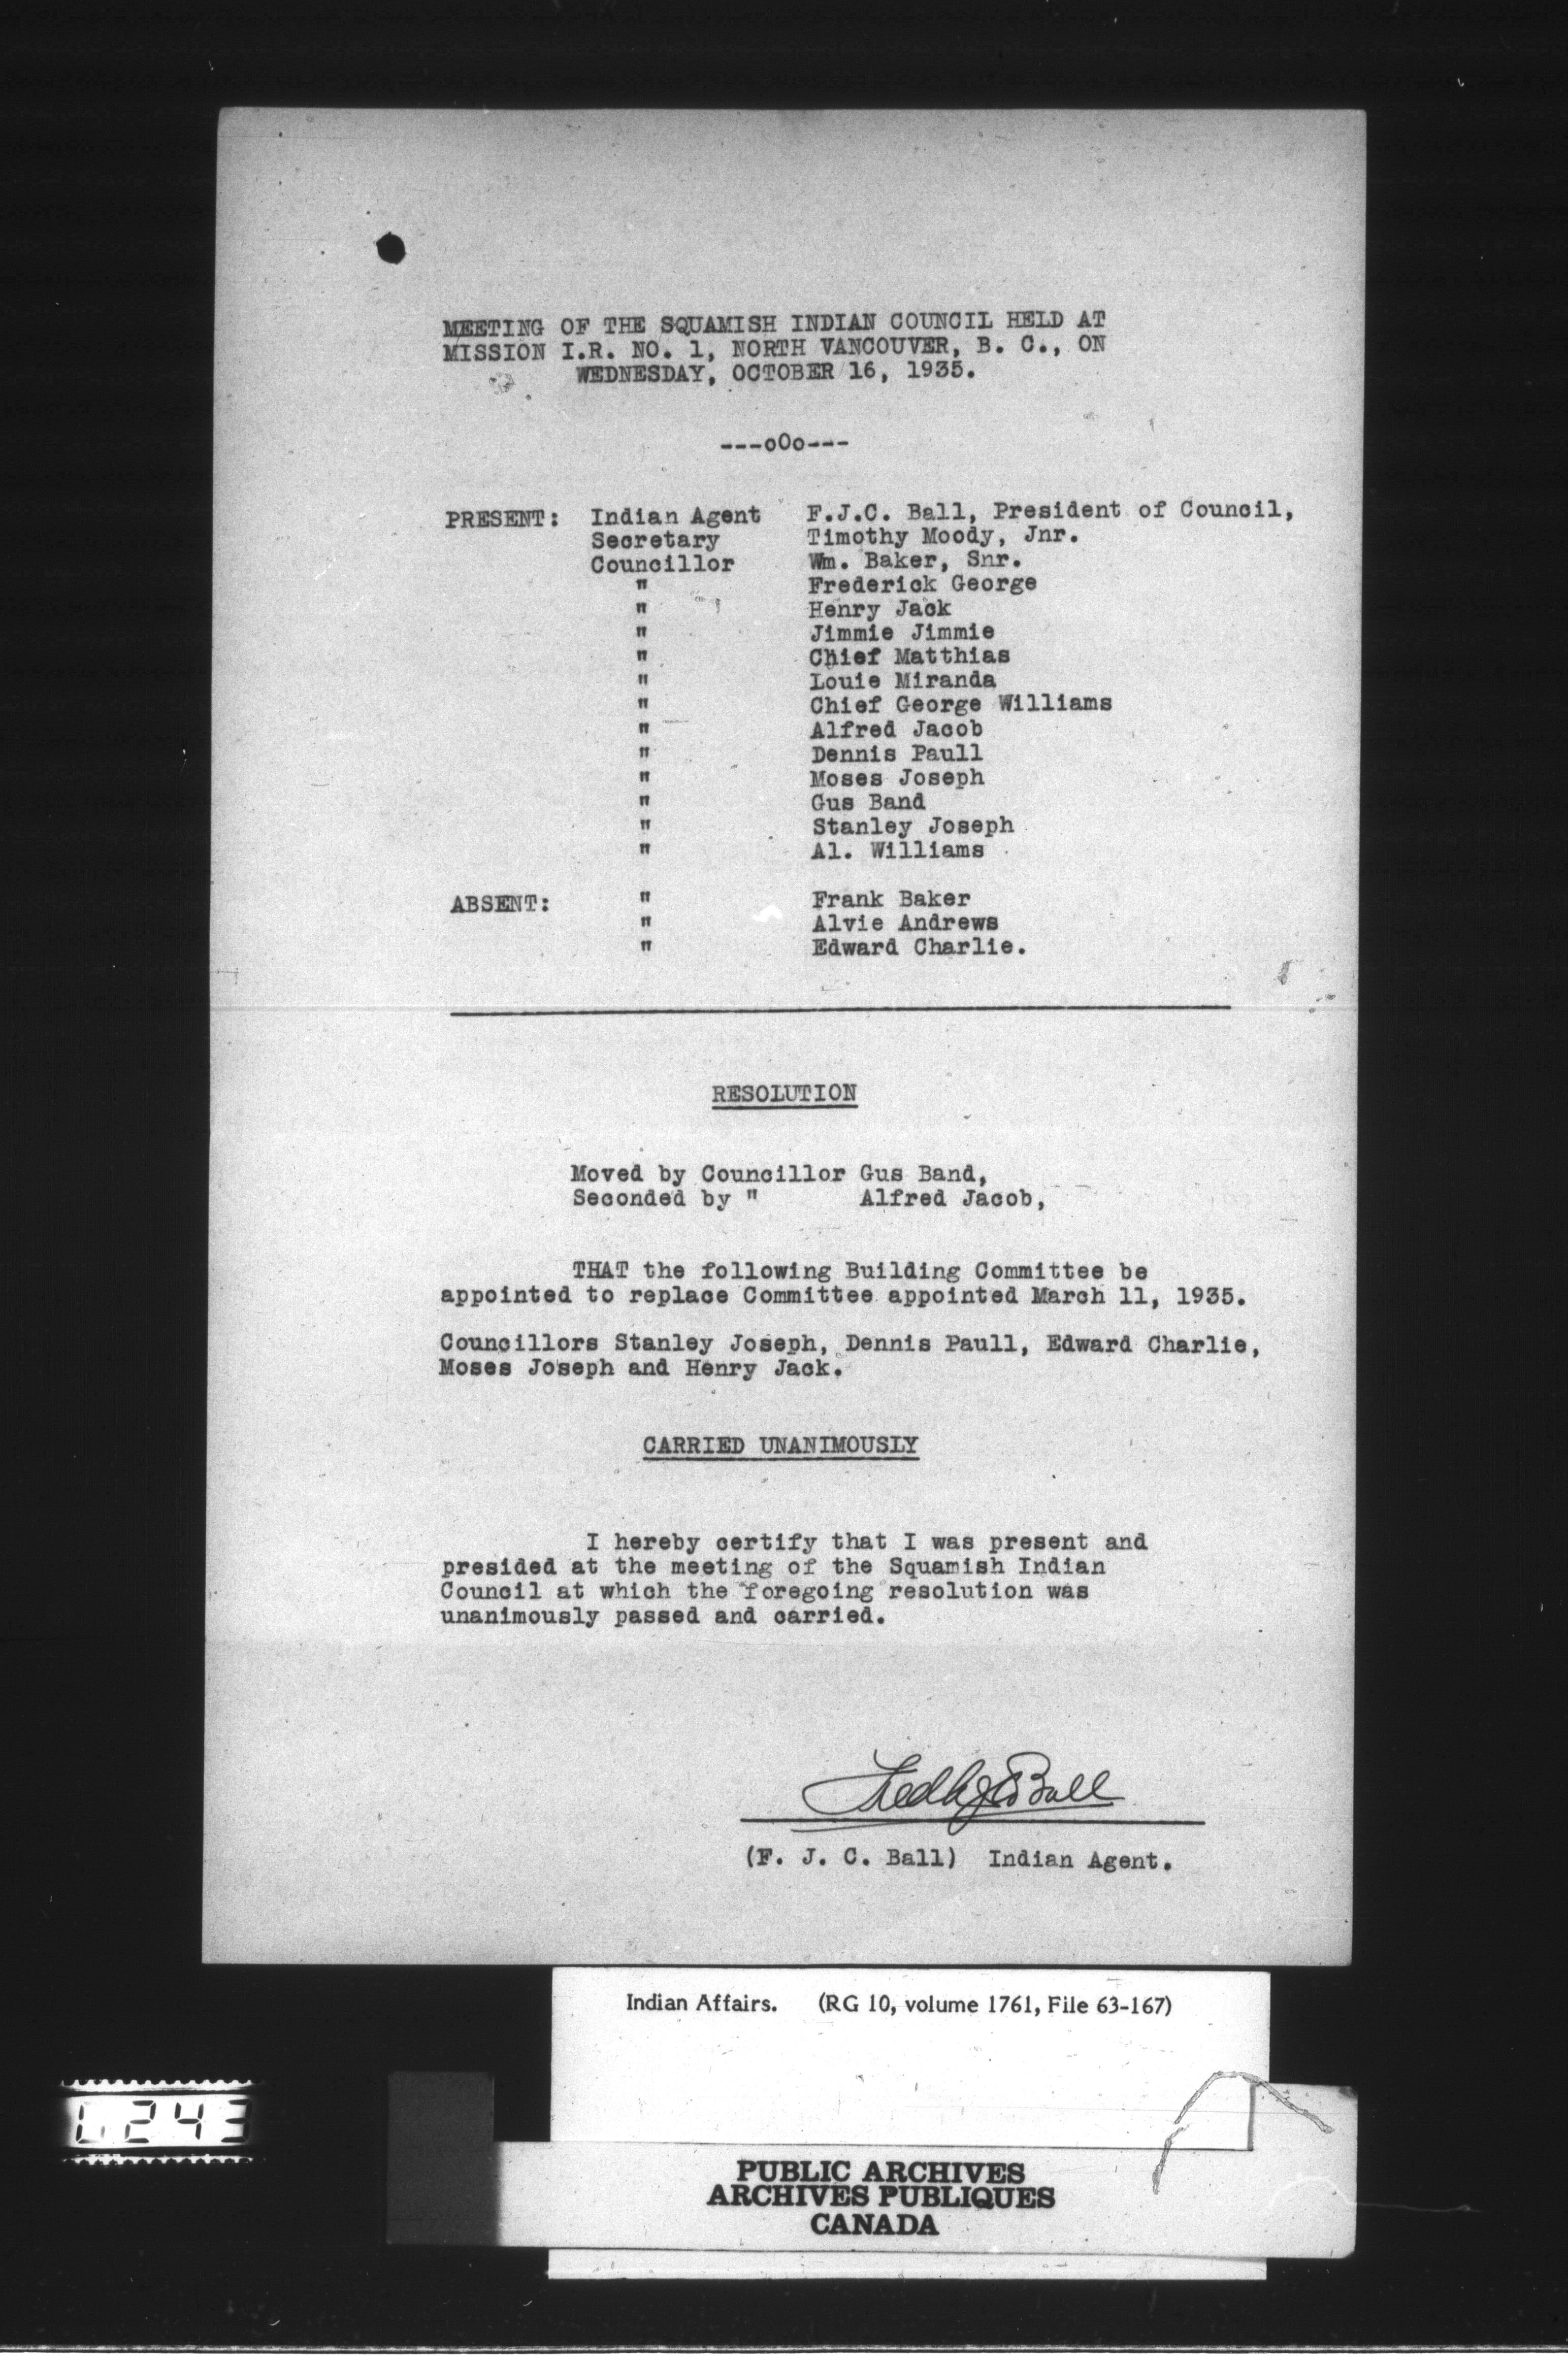 MEETING OF THE SQUAMISH INDIAN COUNCIL HELD AT
MISSION I.R. NO. 1, NORTH VANCOUVER, B. C., ON
WEDNESDAY, OCTOBER 16, 1935.
---oOo---
PRESENT: Indian Agent F.J.C. Ball, President of Council,
Secretary Timothy Moody, Jnr.
Councillor Wm. Baker, Snr.
" Frederick George
" Henry Jack
" Jimmie Jimmie
" Chief Matthias
" Louie Miranda
" Chief George Williams
" Alfred Jacob
" Dennis Paull
" Moses Joseph
" Gus Band
" Stanley Joseph
" Al. Williams
ABSENT: " Frank Baker
" Alvie Andrews
" Edward Charlie.
RESOLUTION
Moved by Councillor Gus Band,
Seconded by " Alfred Jacob,
THAT the following Building Committee be
appointed to replace Committee appointed March 11, 1935.
Councillors Stanley Joseph, Dennis Paull, Edward Charlie,
Moses Joseph and Henry Jack.
CARRIED UNANIMOUSLY
I hereby certify that I was present and
presided at the meeting of the Squamish Indian
Council at which the foregoing resolution was
unanimously passed and carried.
Ball
(F. J. C. Ball) Indian Agent.
Indian Affairs. (RG 10, volume 1761, File 63-167)
243
PUBLIC ARCHIVES
ARCHIVES PUBLIQUES
CANADA